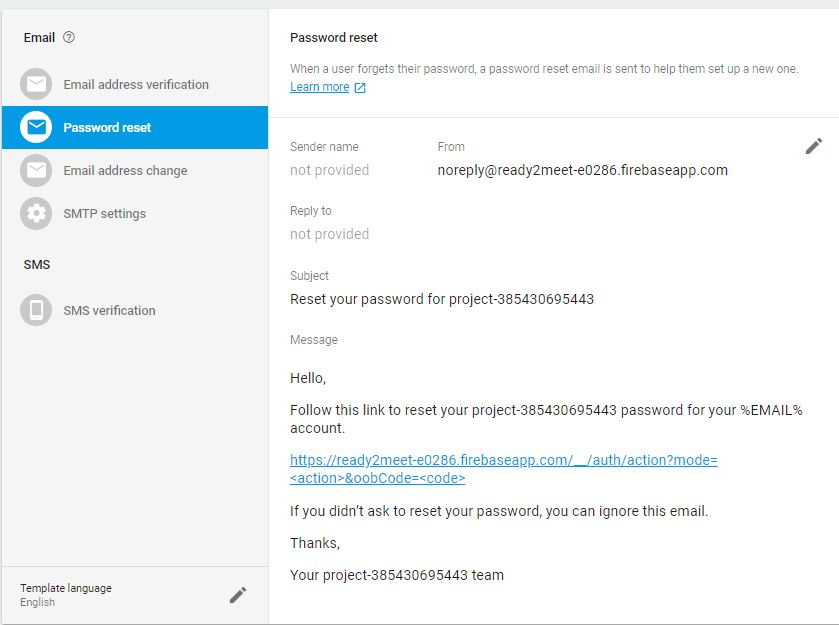 Email
Email address verification
Password reset
Email address change
SMTP settings
SMS
SMS verification
Template language
English
Password reset
When a user forgets their password, a password reset email is sent to help them set up a new one.
Learn more
Sender name
not provided
From
noreply@ready2meet-e0286.firebaseapp.com
Reply to
not provided
Subject
Reset your password for project-385430695443
Message
Hello,
Follow this link to reset your project-385430695443 password for your %EMAIL%
account.
https://ready2meet-e0286.firebaseapp.com/__/auth/action?mode=
<action>&oobCode=<code>
If you didn't ask to reset your password, you can ignore this email.
Thanks,
Your project-385430695443 team